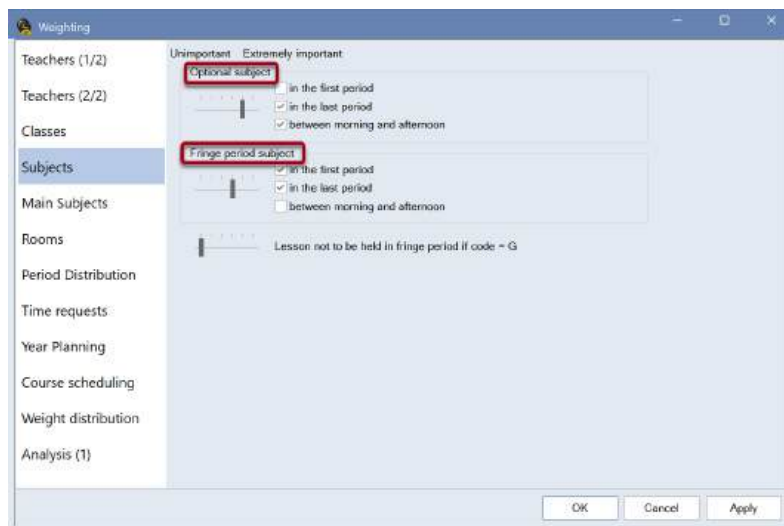 Weighting
Teachers (1/2)
Teachers (2/2)
Classes
Subjects
Main Subjects
Rooms
Period Distribution
Time requests
Year Planning
Course scheduling
Weight distribution
Analysis (1)
Unimportant Extremely important
Optional subject
in the first period
in the last period
between morning and afternoon
Fringe period subject
in the first period
in the last period
between morning and afternoon
Lesson not to be held in fringe period if code = G
OK Cancel Apply